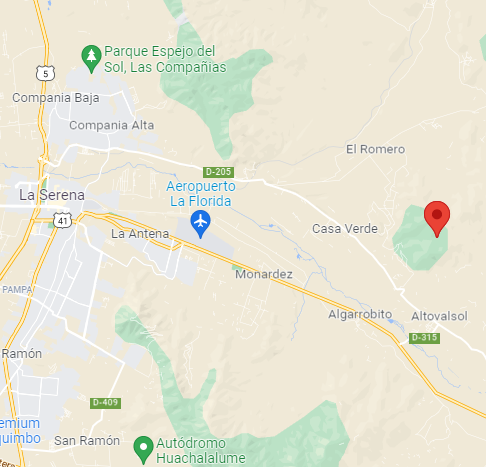 Parque Espejo del
Sol, Las Compañias
5
Compania Baja
Compania Alta
El Romero
D-205
Aeropuerto
La Florida
La Serena
41
La Antena
Casa Verde
Monardez
PAMPA
Algarrobito
Altovalsol
D-315
Ramón
D-409
emium
quimbo
San Ramón
Autódromo
Huachalalume